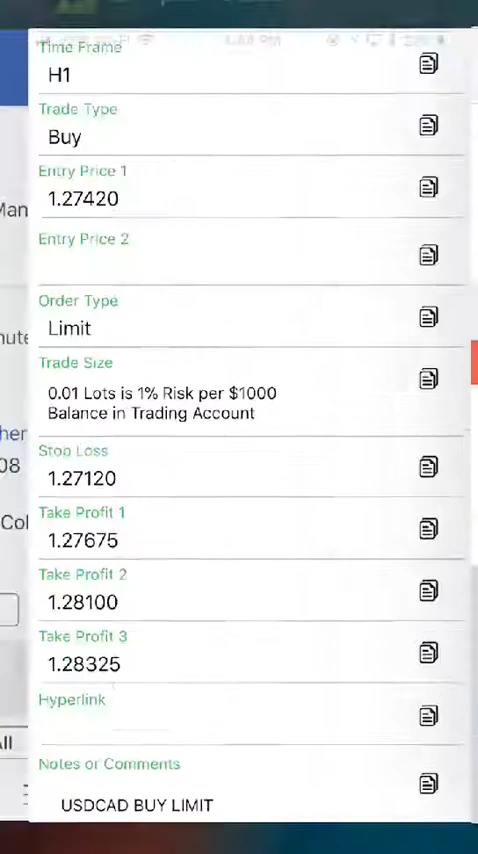 Time Frame
H1
Trade Type
Buy
Entry Price 1
1.27420
Entry Price 2
Order Type
Limit
Trade Size
0.01 Lots is 1% Risk per $1000
Balance in Trading Account
Stop Loss
1.27120
Take Profit 1
1.27675
Take Profit 2
1.28100
Take Profit 3
1.28325
Hyperlink
Notes or Comments
USDCAD BUY LIMIT
Man
08